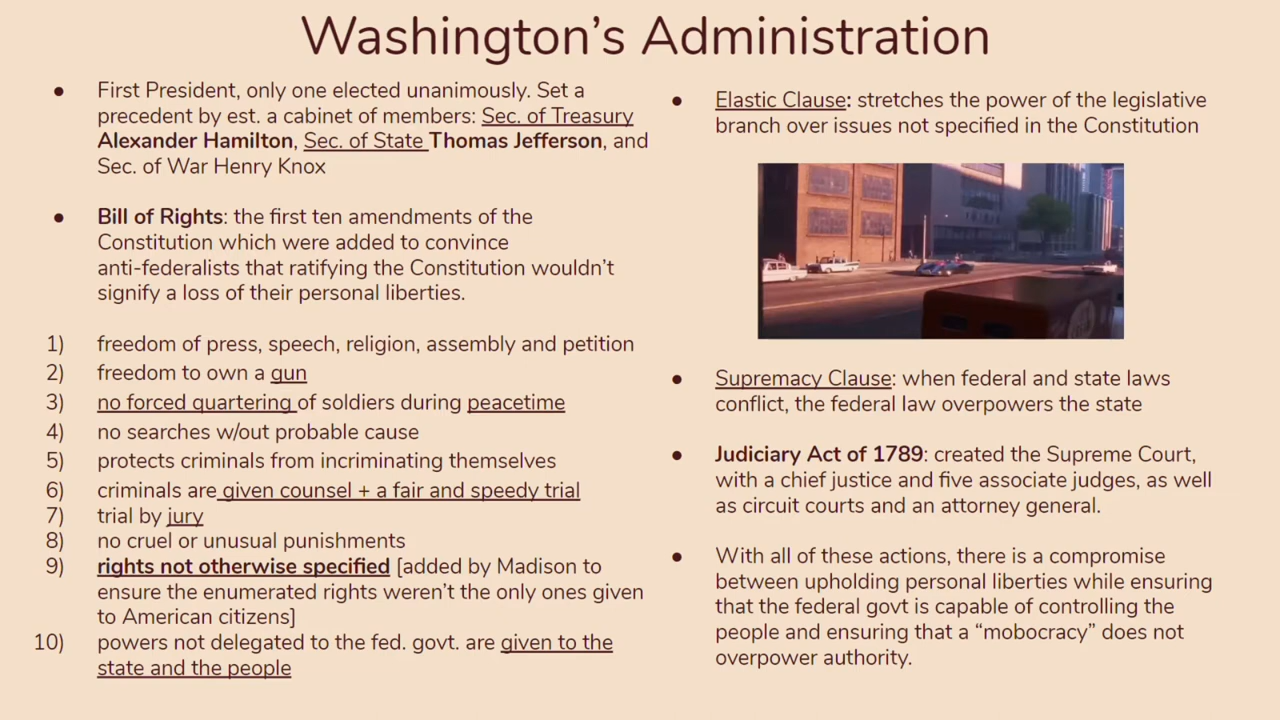 Washington's Administration
● First President, only one elected unanimously. Set a
precedent by est. a cabinet of members: Sec. of Treasury
Alexander Hamilton, Sec. of State Thomas Jefferson, and
Sec. of War Henry Knox
● Bill of Rights: the first ten amendments of the
Constitution which were added to convince
anti-federalists that ratifying the Constitution wouldn't
signify a loss of their personal liberties.
1) freedom of press, speech, religion, assembly and petition
2) freedom to own a gun
3) no forced quartering of soldiers during peacetime
4) no searches w/out probable cause
5) protects criminals from incriminating themselves
6) criminals are given counsel + a fair and speedy trial
7) trial by jury
8) no cruel or unusual punishments
9) rights not otherwise specified [added by Madison to
ensure the enumerated rights weren't the only ones given
to American citizens]
10) powers not delegated to the fed. govt. are given to the
state and the people
● Elastic Clause: stretches the power of the legislative
branch over issues not specified in the Constitution
● Supremacy Clause: when federal and state laws
conflict, the federal law overpowers the state
● Judiciary Act of 1789: created the Supreme Court,
with a chief justice and five associate judges, as well
as circuit courts and an attorney general.
● With all of these actions, there is a compromise
between upholding personal liberties while ensuring
that the federal govt is capable of controlling the
people and ensuring that a "mobocracy" does not
overpower authority.